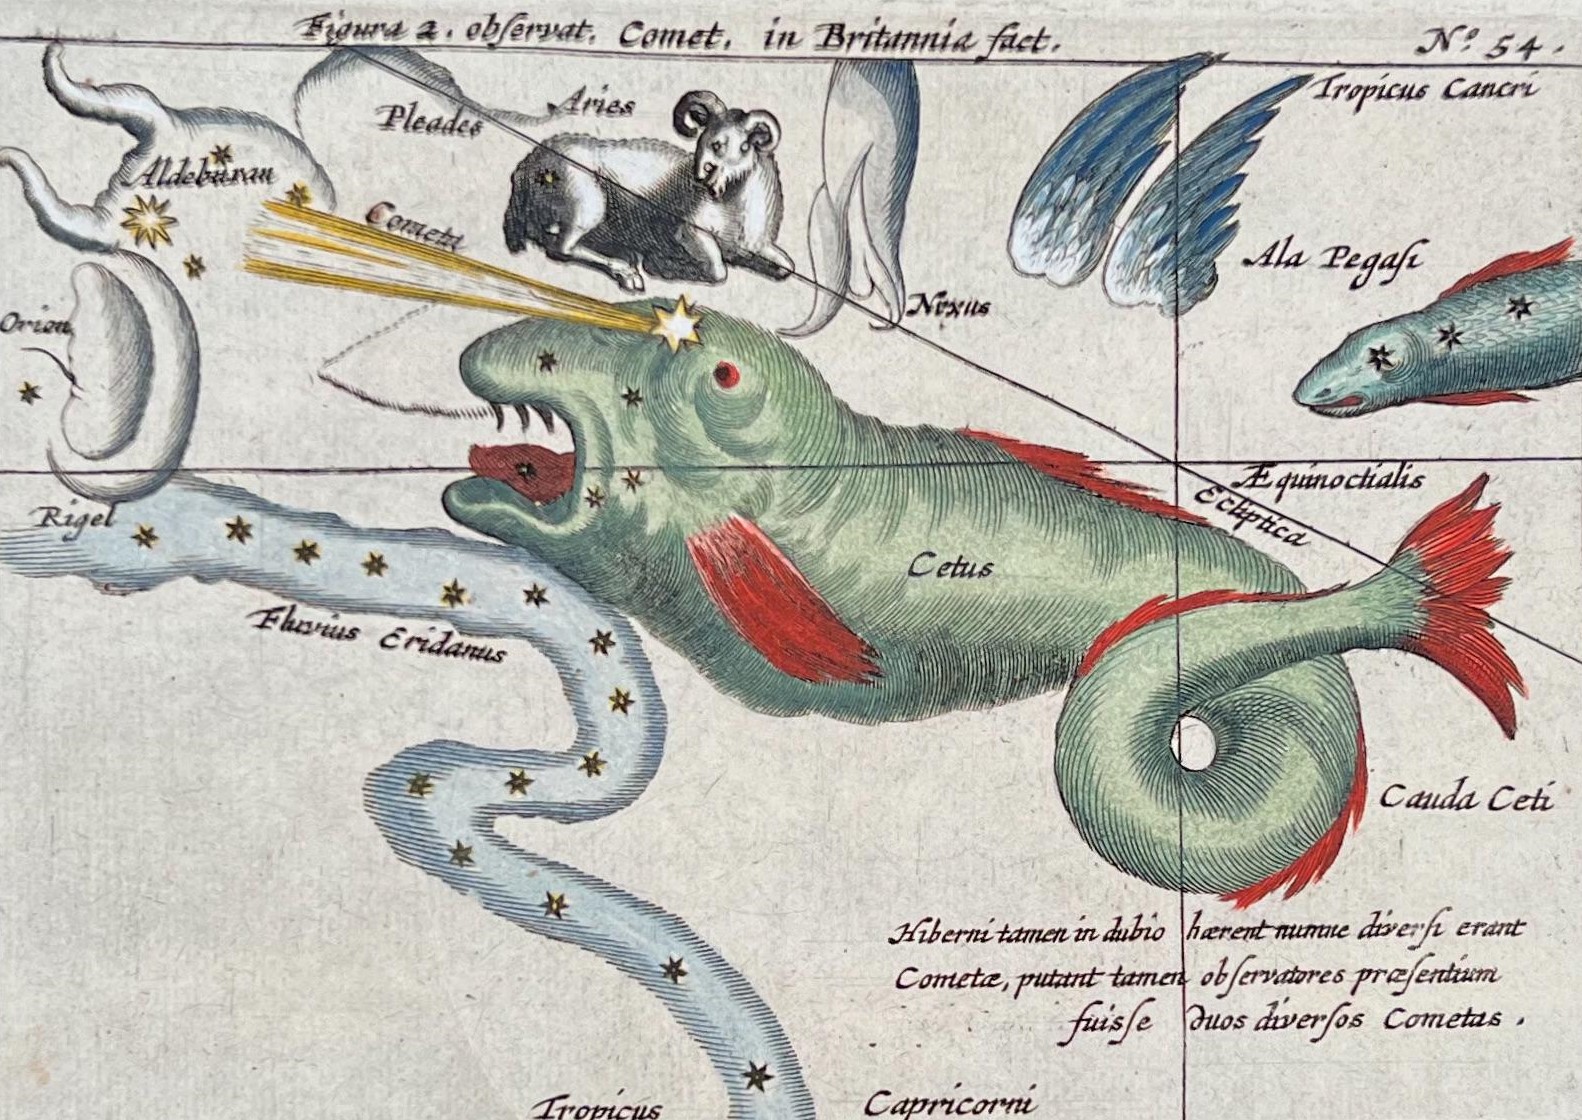 Figura 2. obſervat. Comet. in Britannia fact. Nº 54.
Tropicus Cancri
Pleades
Aries
Aldeburan
Cometa
Ala Pegaſi
Nexus
Orion
Æquinoctialis
Ecliptica
Rigel
Cetus
Fluvius Eridanus
Cauda Ceti
Hiberni tamen in dubio hærent numne diverſi erant
Cometæ, putant tamen obſervatores præſentium
fuisſe duos diverſos Cometas.
Tropicus Capricorni